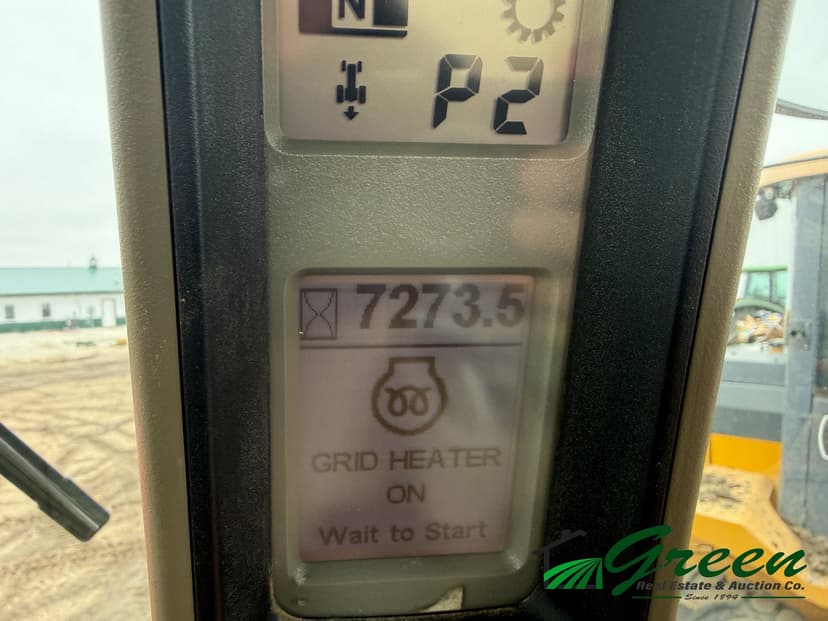 N
P2
7273.5
GRID HEATER
ON
Wait to Start
Green
Real Estate & Auction Co.
Since 1894